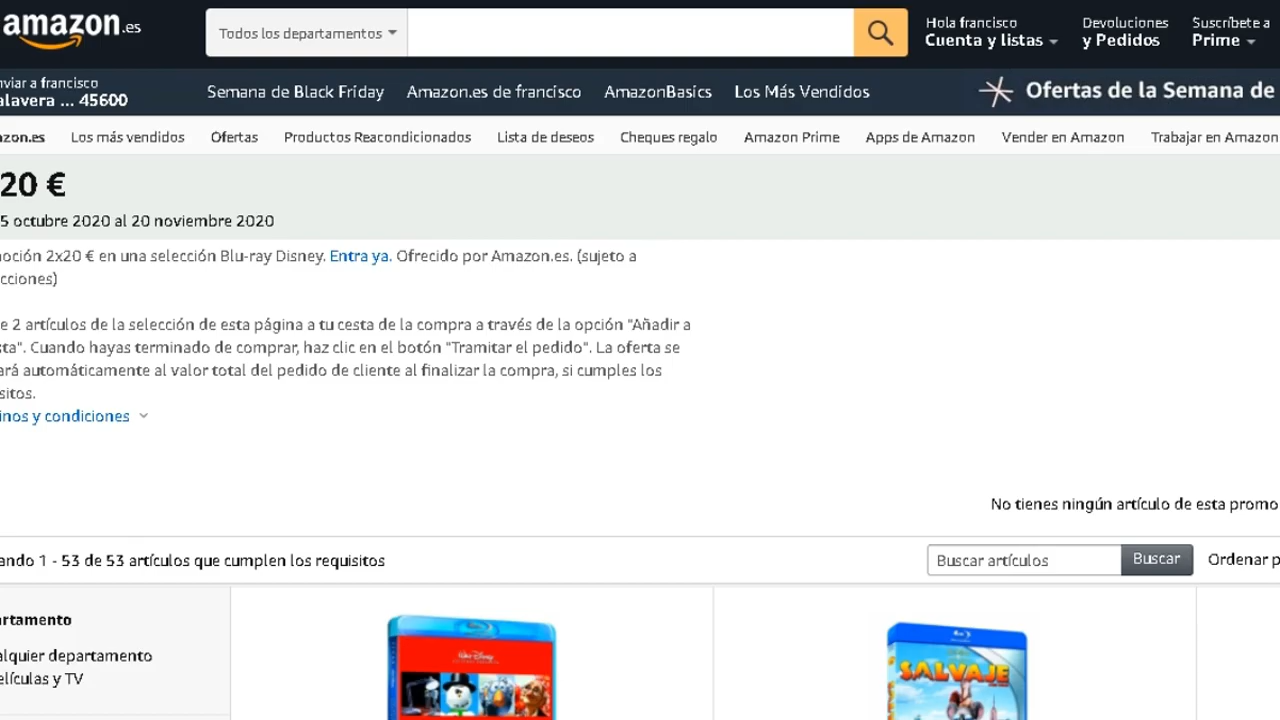 amazon.es
Todos los departamentos
Hola francisco
Cuenta y listas
Devoluciones
y Pedidos
Suscríbete a
Prime
nviar a francisco
alavera ... 45600
Semana de Black Friday
Amazon.es de francisco
AmazonBasics
Los Más Vendidos
Ofertas de la Semana de
zon.es
Los más vendidos
Ofertas
Productos Reacondicionados
Lista de deseos
Cheques regalo
Amazon Prime
Apps de Amazon
Vender en Amazon
Trabajar en Amazon
20 €
5 octubre 2020 al 20 noviembre 2020
oción 2x20 € en una selección Blu-ray Disney. Entra ya. Ofrecido por Amazon.es. (sujeto a
cciones)
e 2 artículos de la selección de esta página a tu cesta de la compra a través de la opción "Añadir a
sta". Cuando hayas terminado de comprar, haz clic en el botón "Tramitar el pedido". La oferta se
ará automáticamente al valor total del pedido de cliente al finalizar la compra, si cumples los
sitos.
inos y condiciones
No tienes ningún artículo de esta promo
ando 1 - 53 de 53 artículos que cumplen los requisitos
Buscar artículos
Buscar
Ordenar p
artamento
alquier departamento
elículas y TV
Walt Disney
SALVAJE